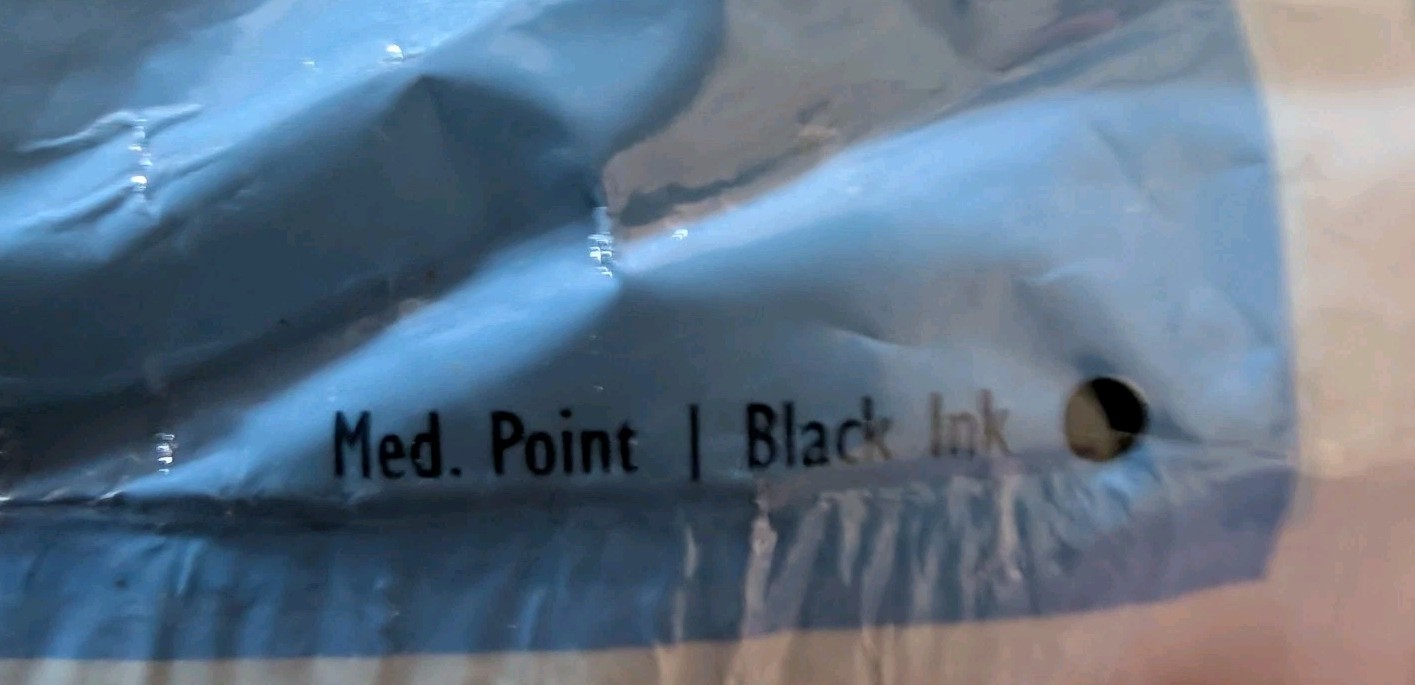 Med. Point | Black Ink